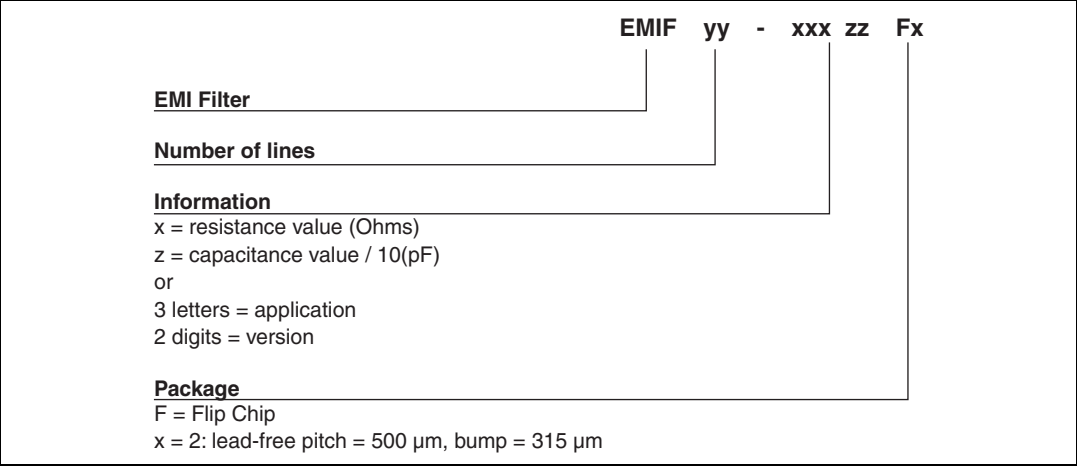 EMIF yy - xxx zz Fx
EMI Filter
Number of lines
Information
x = resistance value (Ohms)
z = capacitance value / 10(pF)
or
3 letters = application
2 digits = version
Package
F = Flip Chip
x = 2: lead-free pitch = 500 µm, bump = 315 µm